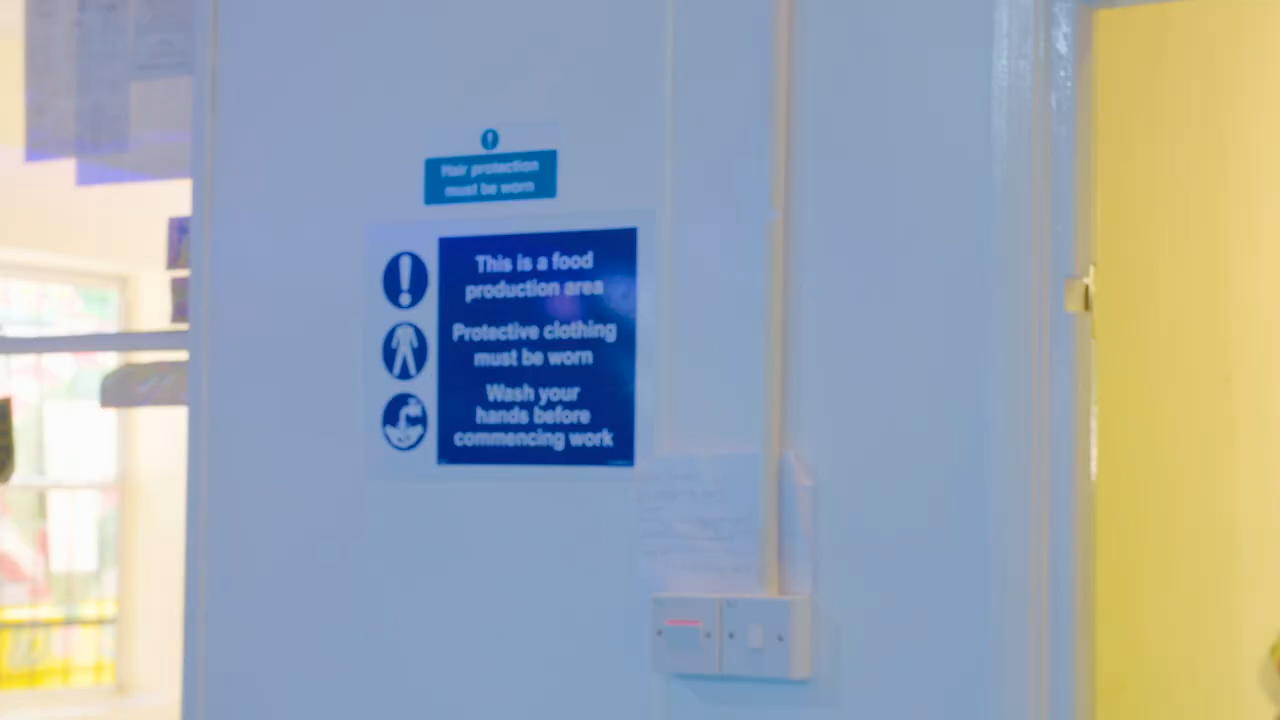 Hair protection
must be worn
This is a food
production area
Protective clothing
must be worn
Wash your
hands before
commencing work